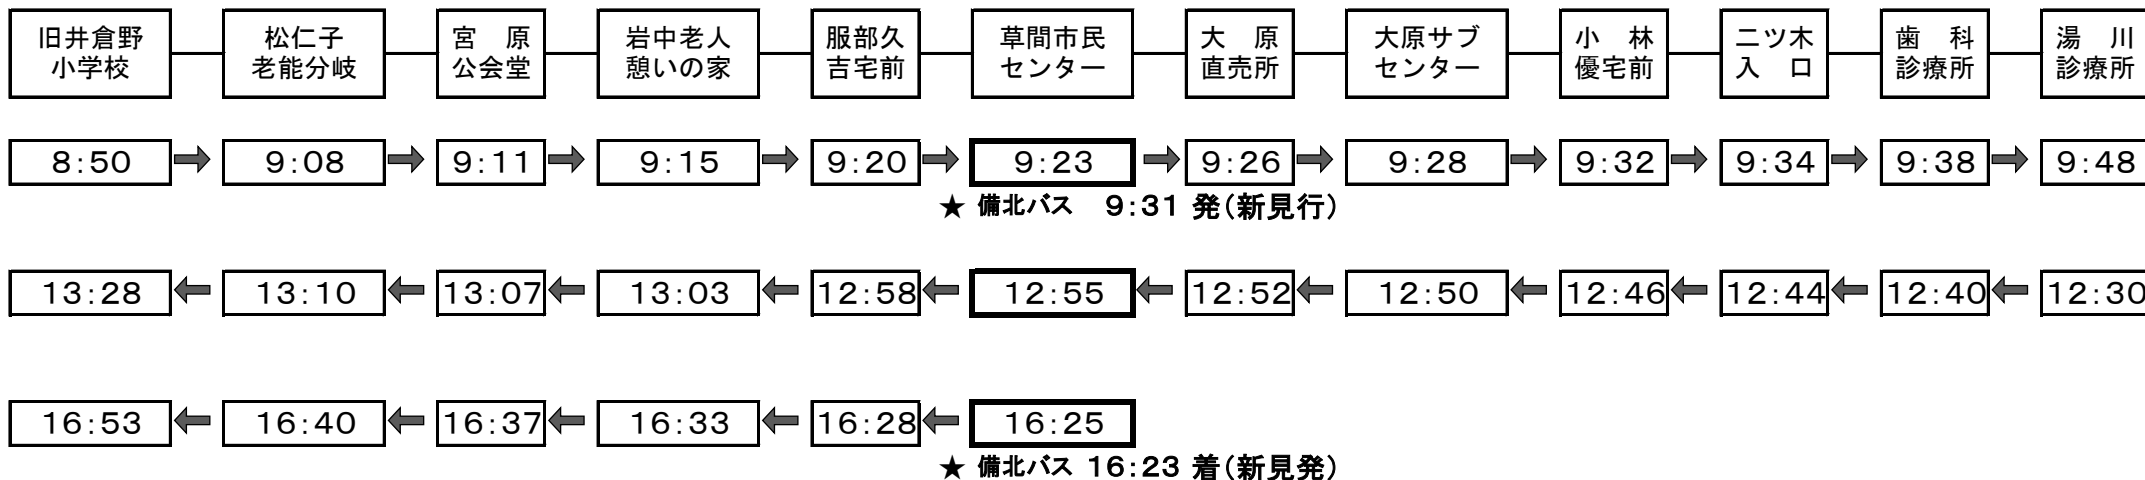 旧井倉野 松仁子 宮　原 岩中老人 服部久 草間市民 大　原 大原サブ 小　林 二ツ木 歯　科 湯　川
小学校 老能分岐 公会堂 憩いの家 吉宅前 センター 直売所 センター 優宅前 入　口 診療所 診療所
8:50 9:08 9:11 9:15 9:20 9:23 9:26 9:28 9:32 9:34 9:38 9:48
★ 備北バス　9:31 発(新見行)
13:28 13:10 13:07 13:03 12:58 12:55 12:52 12:50 12:46 12:44 12:40 12:30
16:53 16:40 16:37 16:33 16:28 16:25
★ 備北バス 16:23 着(新見発)